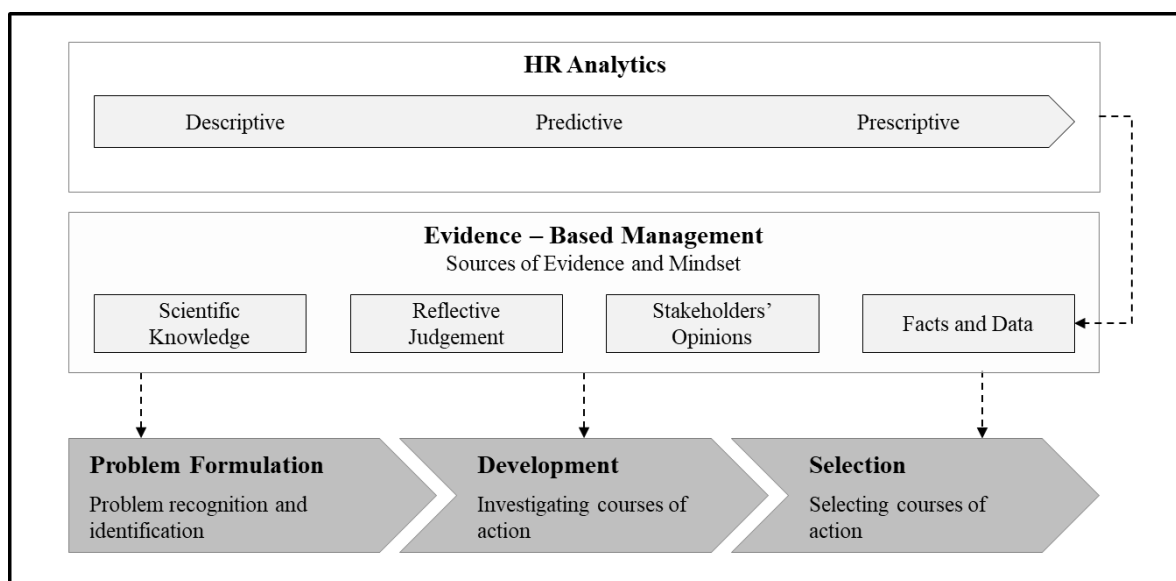 HR Analytics
Descriptive
Predictive
Prescriptive
Evidence – Based Management
Sources of Evidence and Mindset
Scientific
Knowledge
Reflective
Judgement
Stakeholders’
Opinions
Facts and Data
Problem Formulation
Problem recognition and
identification
Development
Investigating courses of
action
Selection
Selecting courses of
action